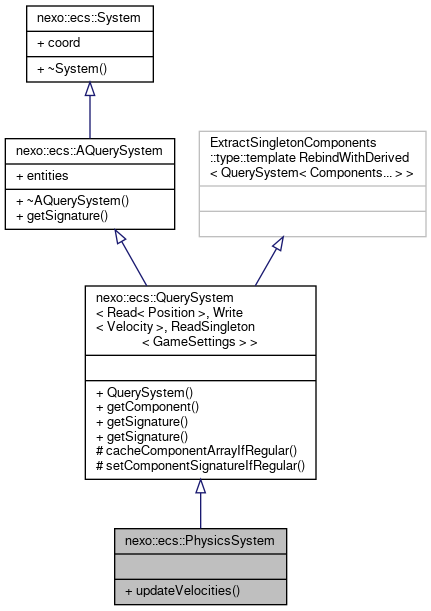 nexo::ecs::System
+ coord
+ ~System()
nexo::ecs::AQuerySystem
+ entities
+ ~AQuerySystem()
+ getSignature()
ExtractSingletonComponents
::type::template RebindWithDerived
< QuerySystem< Components... > >
nexo::ecs::QuerySystem
< Read< Position >, Write
< Velocity >, ReadSingleton
< GameSettings > >
+ QuerySystem()
+ getComponent()
+ getSignature()
+ getSignature()
# cacheComponentArrayIfRegular()
# setComponentSignatureIfRegular()
nexo::ecs::PhysicsSystem
+ updateVelocities()